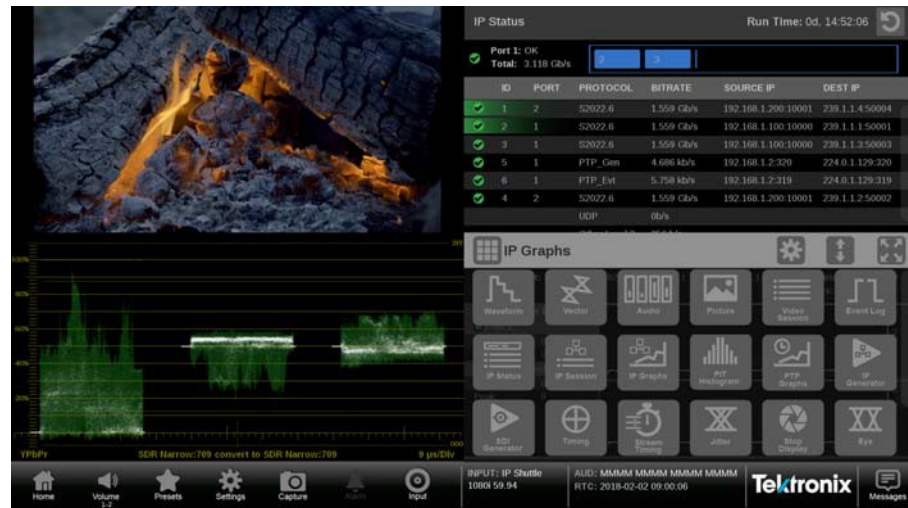 IP Status
Run Time: 0d, 14:52:06
Port 1: OK
Total: 3.118 Gb/s
2 3
ID PORT PROTOCOL BITRATE SOURCE IP DEST IP
1 2 S2022.6 1.559 Gb/s 192.168.1.200:10001 239.1.1.4:50004
2 1 S2022.6 1.559 Gb/s 192.168.1.100:10000 239.1.1.1:50001
3 1 S2022.6 1.559 Gb/s 192.168.1.100:10000 239.1.1.3:50003
5 1 PTP_Gen 4.686 kb/s 192.168.1.2:320 224.0.1.129:320
6 1 PTP_Evt 5.758 kb/s 192.168.1.2:319 224.0.1.129:319
4 2 S2022.6 1.559 Gb/s 192.168.1.200:10001 239.1.1.2:50002
UDP 0b/s
IP Graphs
Waveform Vector Audio Picture Video Session Event Log
IP Status IP Session IP Graphs PIT Histogram PTP Graphs IP Generator
SDI Generator Timing Stream Timing Jitter Stop Display Eye
100%
80%
60%
40%
20%
YPbPr SDR Narrow:709 convert to SDR Narrow:709 9 µs/Div
Home
Volume
1-2
Presets
Settings
Capture
Alarm
Input
INPUT: IP Shuttle
1080i 59.94
AUD: MMMM MMMM MMMM MMMM
RTC: 2018-02-02 09:00:06
Tektronix
Messages